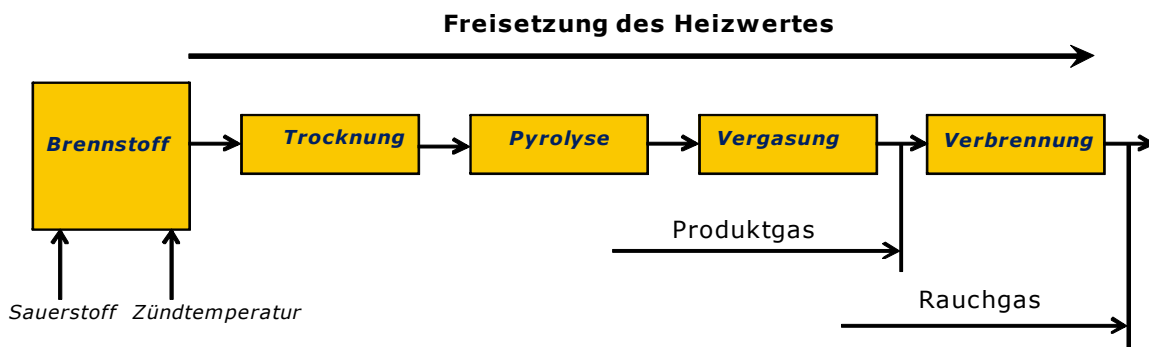 Freisetzung des Heizwertes
Brennstoff
Trocknung
Pyrolyse
Vergasung
Verbrennung
Produktgas
Rauchgas
Sauerstoff Zündtemperatur